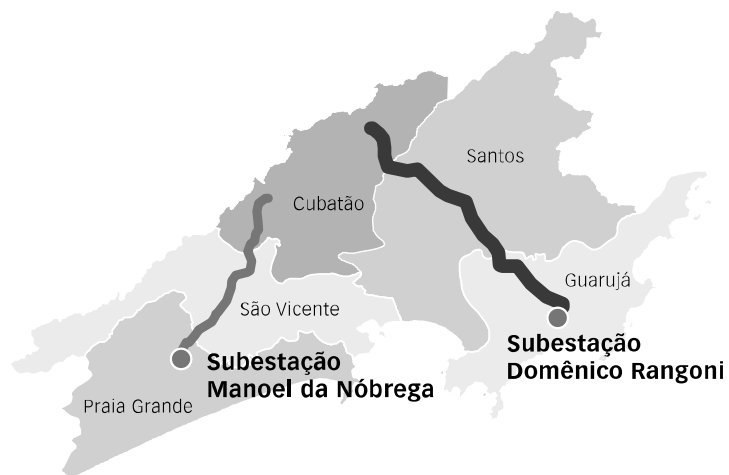 Santos
Cubatão
Guarujá
São Vicente
Subestação
Domênico Rangoni
Subestação
Manoel da Nóbrega
Praia Grande